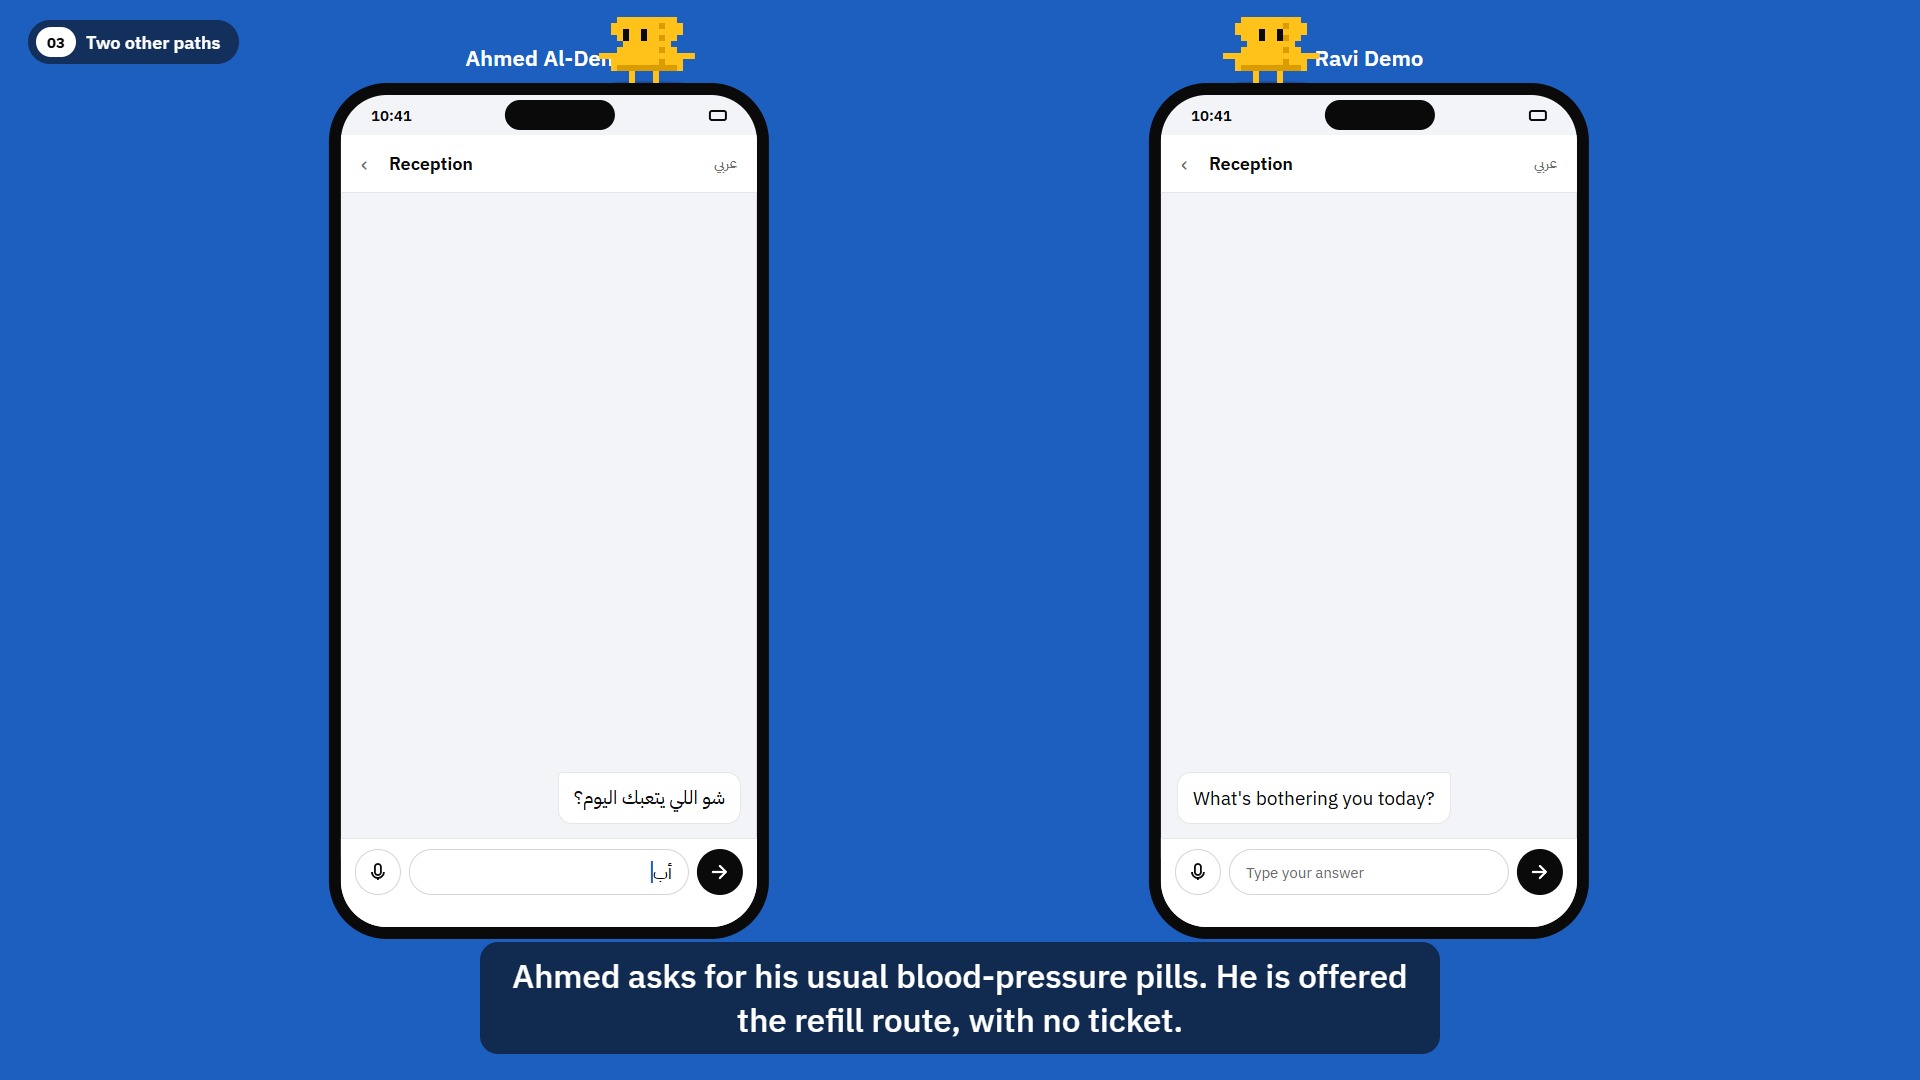 03 Two other paths
Ahmed Al-Dem
Ravi Demo
10:41
Reception
عربي
شو اللي يتعبك اليوم؟
أب
10:41
Reception
عربي
What's bothering you today?
Type your answer
Ahmed asks for his usual blood-pressure pills. He is offered
the refill route, with no ticket.